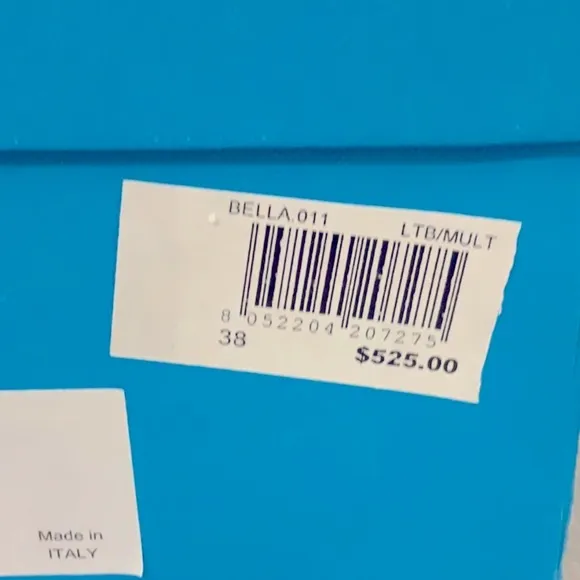 BELLA.011
LTB/MULT
8 052204 207275
38
$525.00
Made in
ITALY